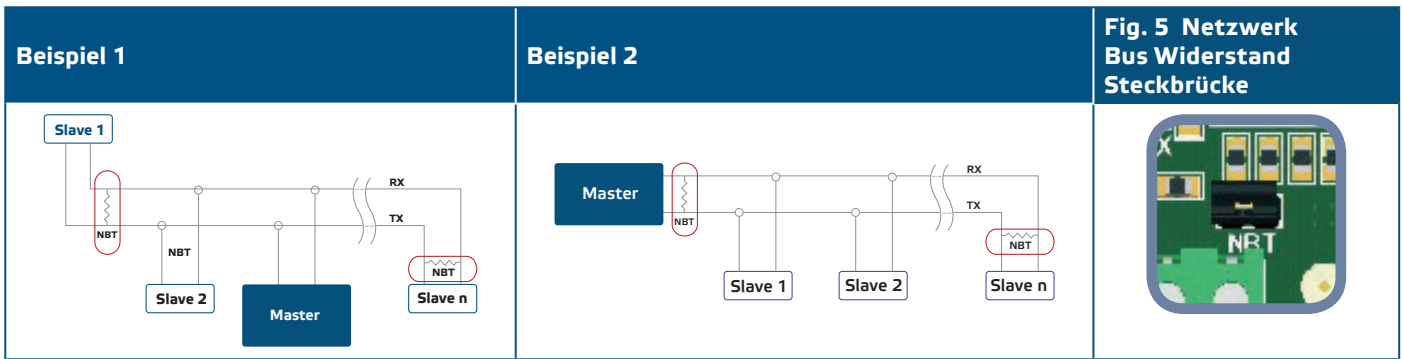 Beispiel 1
Slave 1
RX
TX
NBT
NBT
NBT
Slave 2
Master
Slave n
Beispiel 2
Master
RX
TX
NBT
NBT
Slave 1
Slave 2
Slave n
Fig. 5 Netzwerk
Bus Widerstand
Steckbrücke
X
NBT